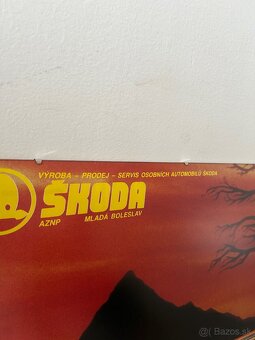 VÝROBA - PRODEJ - SERVIS OSOBNÍCH AUTOMOBILŮ ŠKODA
ŠKODA
AZNP MLADÁ BOLESLAV
Bazos.sk